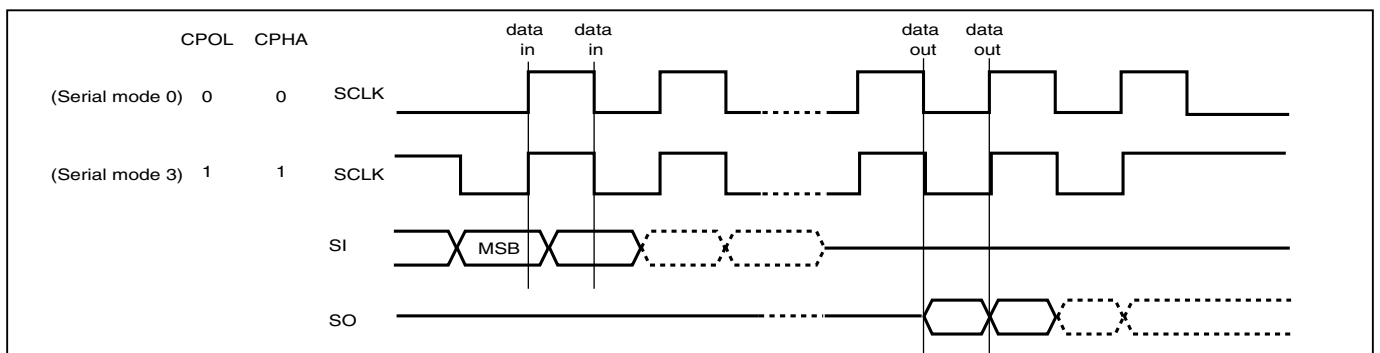 CPOL CPHA data in data in data out data out
(Serial mode 0) 0 0 SCLK
(Serial mode 3) 1 1 SCLK
SI MSB
SO